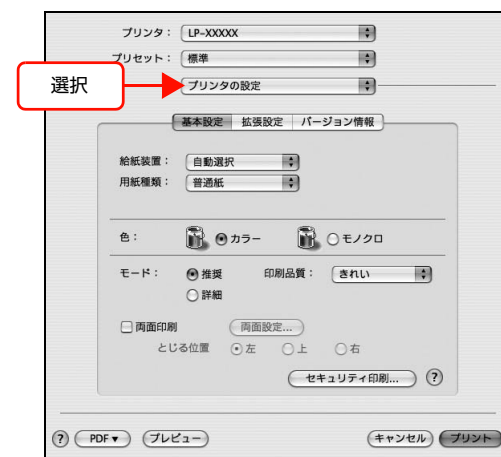 プリンタ： LP-XXXXX
プリセット： 標準
選択
プリンタの設定
基本設定 拡張設定 バージョン情報
給紙装置： 自動選択
用紙種類： 普通紙
色： カラー モノクロ
モード： 推奨 印刷品質： きれい
詳細
両面印刷 両面設定...
とじる位置 左 上 右
セキュリティ印刷... ?
? PDF▼ プレビュー キャンセル プリント